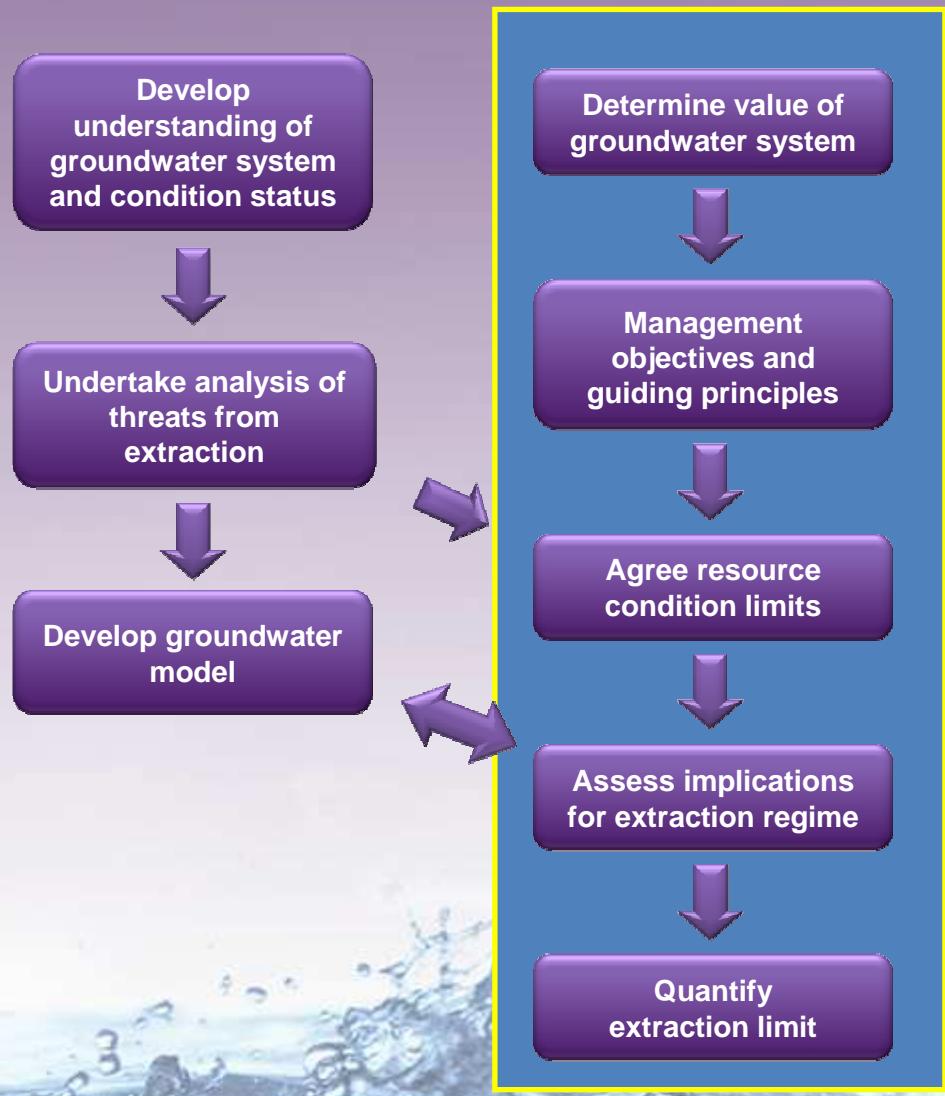 Develop
understanding of
groundwater system
and condition status
Undertake analysis of
threats from
extraction
Develop groundwater
model
Determine value of
groundwater system
Management
objectives and
guiding principles
Agree resource
condition limits
Assess implications
for extraction regime
Quantify
extraction limit